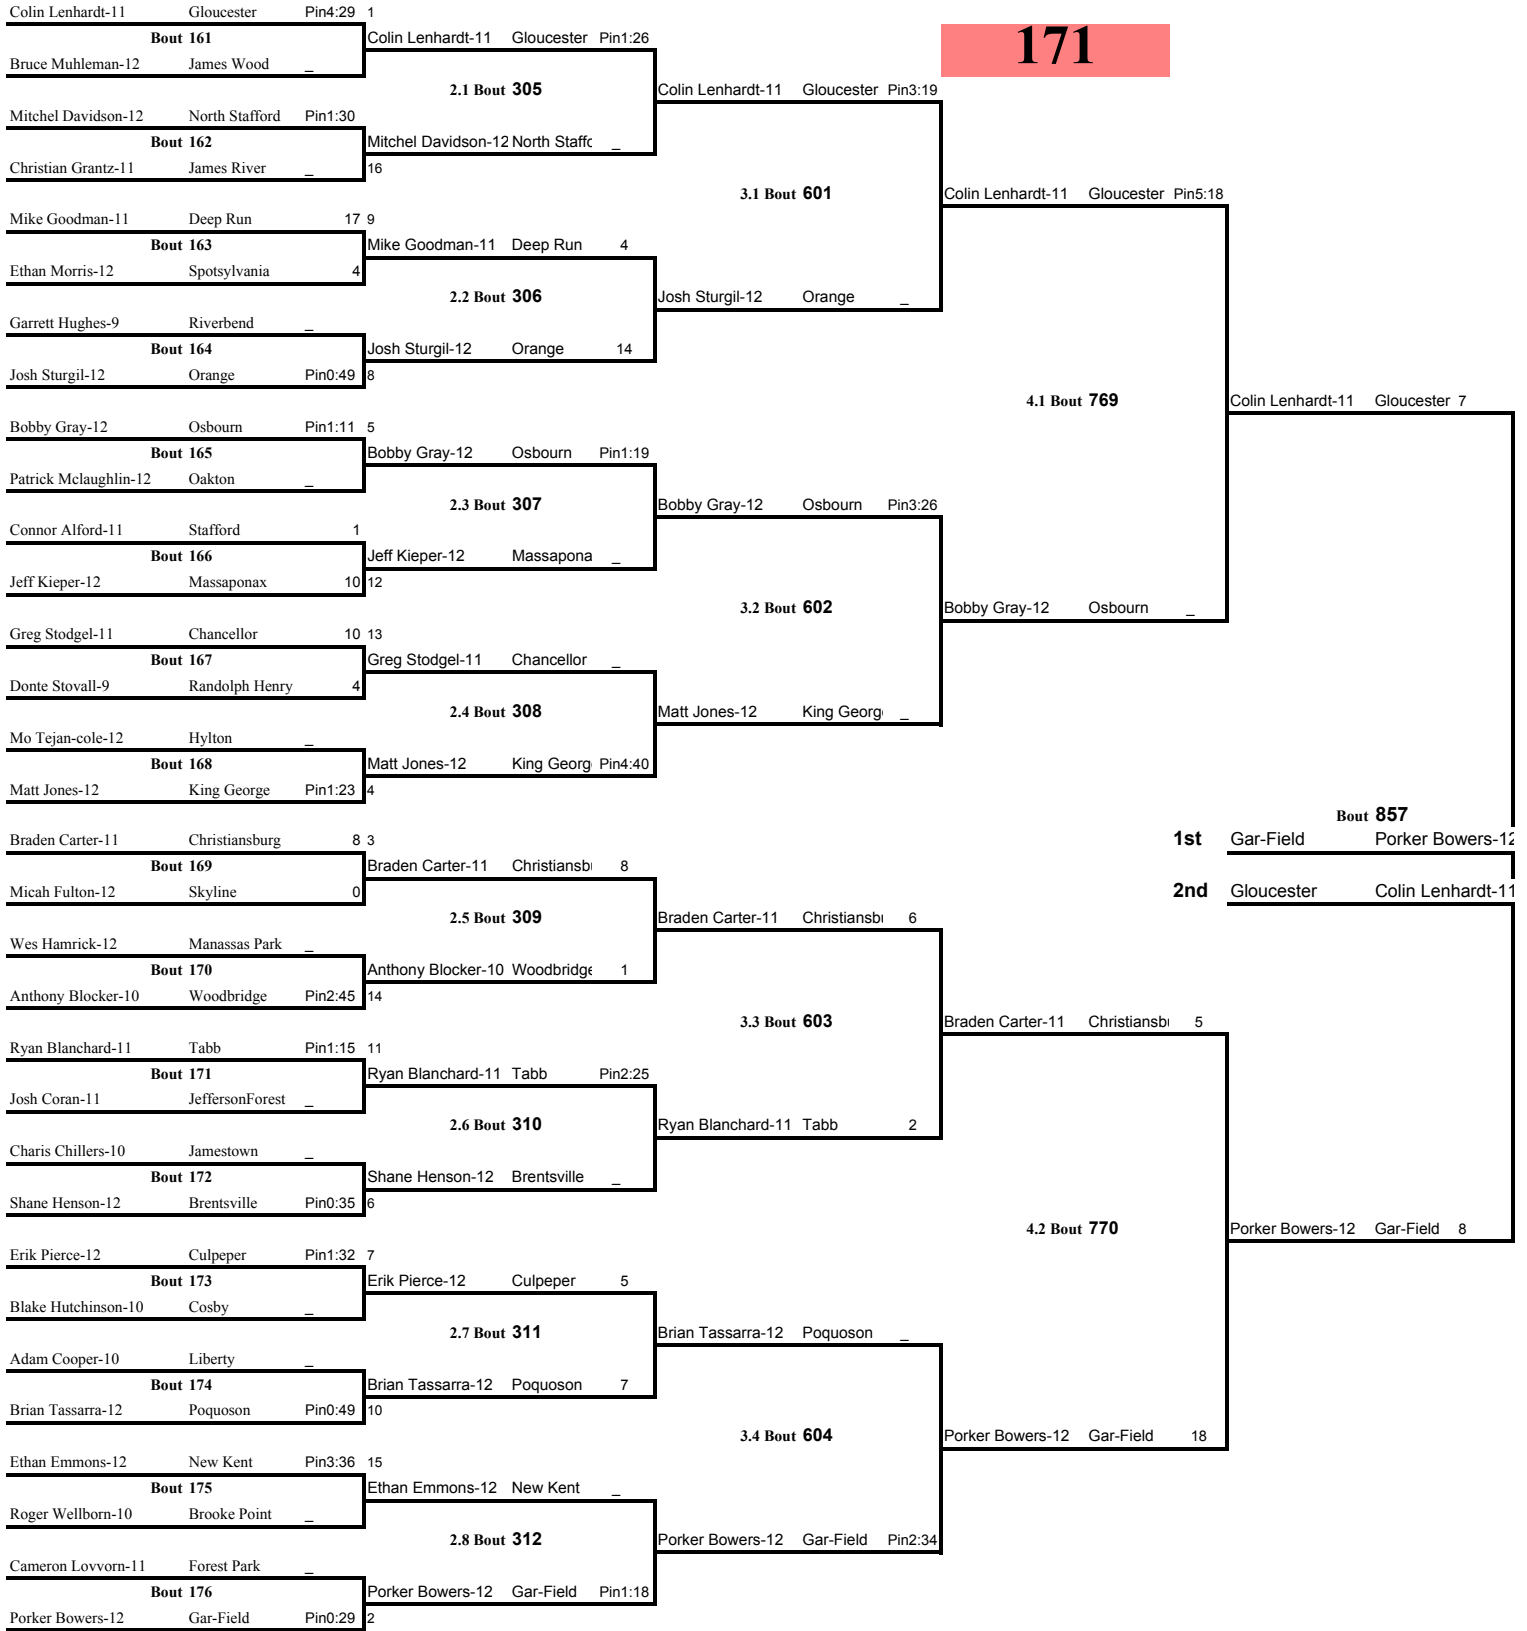 Colin Lenhardt-11 Gloucester Pin4:29 1
Bout 161
Bruce Muhleman-12 James Wood _
Mitchel Davidson-12 North Stafford Pin1:30
Bout 162
Christian Grantz-11 James River _ 16
Mike Goodman-11 Deep Run 17 9
Bout 163
Ethan Morris-12 Spotsylvania 4
Garrett Hughes-9 Riverbend _
Bout 164
Josh Sturgil-12 Orange Pin0:49 8
Bobby Gray-12 Osbourn Pin1:11 5
Bout 165
Patrick Mclaughlin-12 Oakton _
Connor Alford-11 Stafford 1
Bout 166
Jeff Kieper-12 Massaponax 10 12
Greg Stodgel-11 Chancellor 10 13
Bout 167
Donte Stovall-9 Randolph Henry 4
Mo Tejan-cole-12 Hylton _
Bout 168
Matt Jones-12 King George Pin1:23 4
Braden Carter-11 Christiansburg 8 3
Bout 169
Micah Fulton-12 Skyline 0
Wes Hamrick-12 Manassas Park _
Bout 170
Anthony Blocker-10 Woodbridge Pin2:45 14
Ryan Blanchard-11 Tabb Pin1:15 11
Bout 171
Josh Coran-11 JeffersonForest _
Charis Chillers-10 Jamestown _
Bout 172
Shane Henson-12 Brentsville Pin0:35 6
Erik Pierce-12 Culpeper Pin1:32 7
Bout 173
Blake Hutchinson-10 Cosby _
Adam Cooper-10 Liberty _
Bout 174
Brian Tassarra-12 Poquoson Pin0:49 10
Ethan Emmons-12 New Kent Pin3:36 15
Bout 175
Roger Wellborn-10 Brooke Point _
Cameron Lovvorn-11 Forest Park _
Bout 176
Porker Bowers-12 Gar-Field Pin0:29 2
Colin Lenhardt-11 Gloucester Pin1:26
2.1 Bout 305
Mitchel Davidson-12 North Staffo _
Mike Goodman-11 Deep Run 4
2.2 Bout 306
Josh Sturgil-12 Orange 14
Bobby Gray-12 Osbourn Pin1:19
2.3 Bout 307
Jeff Kieper-12 Massapona _
Greg Stodgel-11 Chancellor _
2.4 Bout 308
Matt Jones-12 King Georg Pin4:40
Braden Carter-11 Christiansbu 8
2.5 Bout 309
Anthony Blocker-10 Woodbridge 1
Ryan Blanchard-11 Tabb Pin2:25
2.6 Bout 310
Shane Henson-12 Brentsville _
Erik Pierce-12 Culpeper 5
2.7 Bout 311
Brian Tassarra-12 Poquoson 7
Ethan Emmons-12 New Kent _
2.8 Bout 312
Porker Bowers-12 Gar-Field Pin1:18
Colin Lenhardt-11 Gloucester Pin3:19
3.1 Bout 601
Josh Sturgil-12 Orange _
Bobby Gray-12 Osbourn Pin3:26
3.2 Bout 602
Matt Jones-12 King Georg _
Braden Carter-11 Christiansbu 6
3.3 Bout 603
Ryan Blanchard-11 Tabb 2
Brian Tassarra-12 Poquoson _
3.4 Bout 604
Porker Bowers-12 Gar-Field Pin2:34
171
Colin Lenhardt-11 Gloucester Pin5:18
4.1 Bout 769
Bobby Gray-12 Osbourn _
Braden Carter-11 Christiansbu 5
4.2 Bout 770
Porker Bowers-12 Gar-Field 18
Colin Lenhardt-11 Gloucester 7
Bout 857
1st Gar-Field Porker Bowers-12
2nd Gloucester Colin Lenhardt-11
Porker Bowers-12 Gar-Field 8